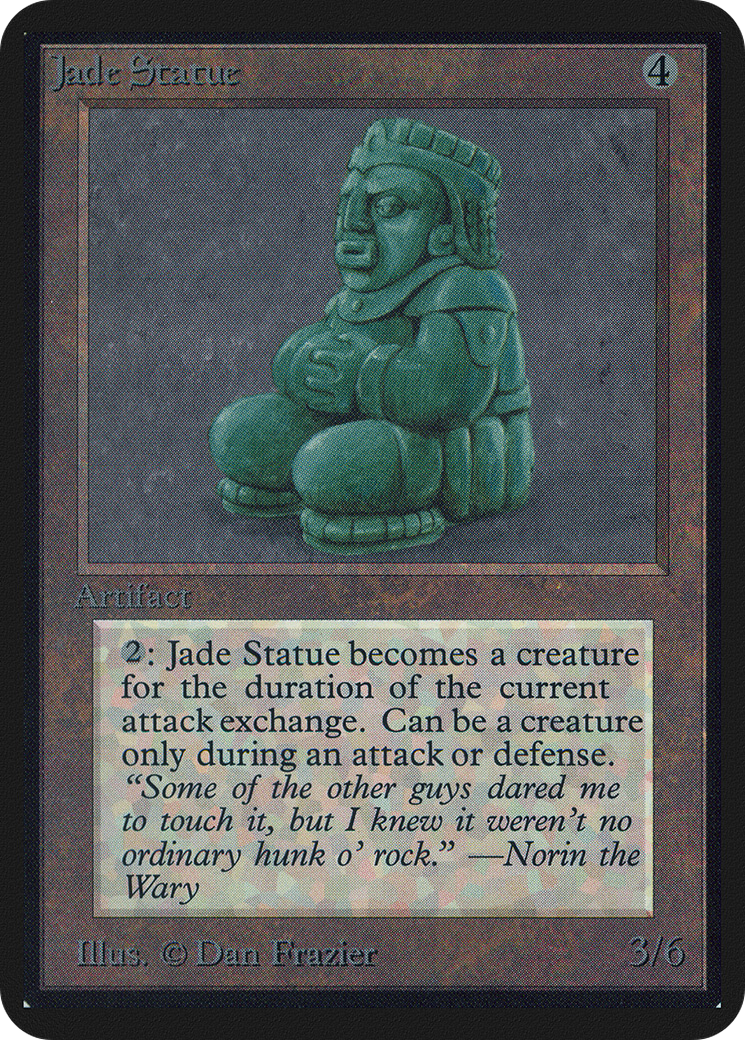 Jade Statue 4
Artifact
2: Jade Statue becomes a creature
for the duration of the current
attack exchange. Can be a creature
only during an attack or defense.
“Some of the other guys dared me
to touch it, but I knew it weren’t no
ordinary hunk o’ rock.” —Norin the
Wary
Illus. © Dan Frazier 3/6